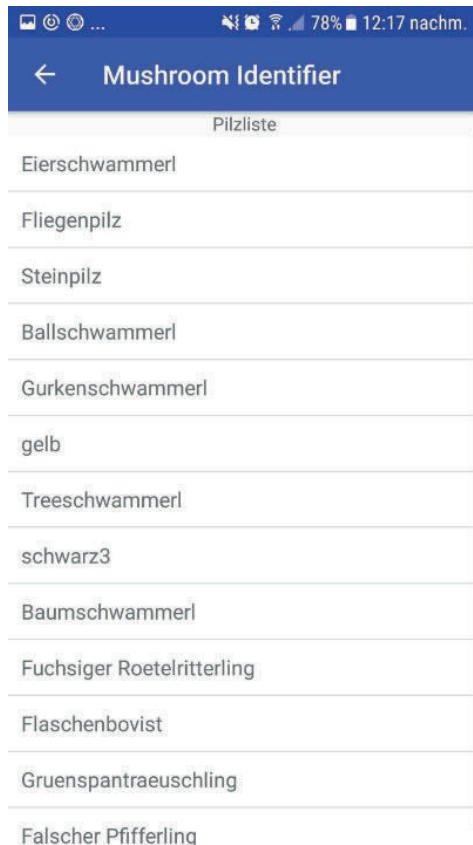 ... 78% 12:17 nachm.
Mushroom Identifier
Pilzliste
Eierschwammerl
Fliegenpilz
Steinpilz
Ballschwammerl
Gurkenschwammerl
gelb
Treeschwammerl
schwarz3
Baumschwammerl
Fuchsiger Roetelritterling
Flaschenbovist
Gruenspantraeuschling
Falscher Pfifferling